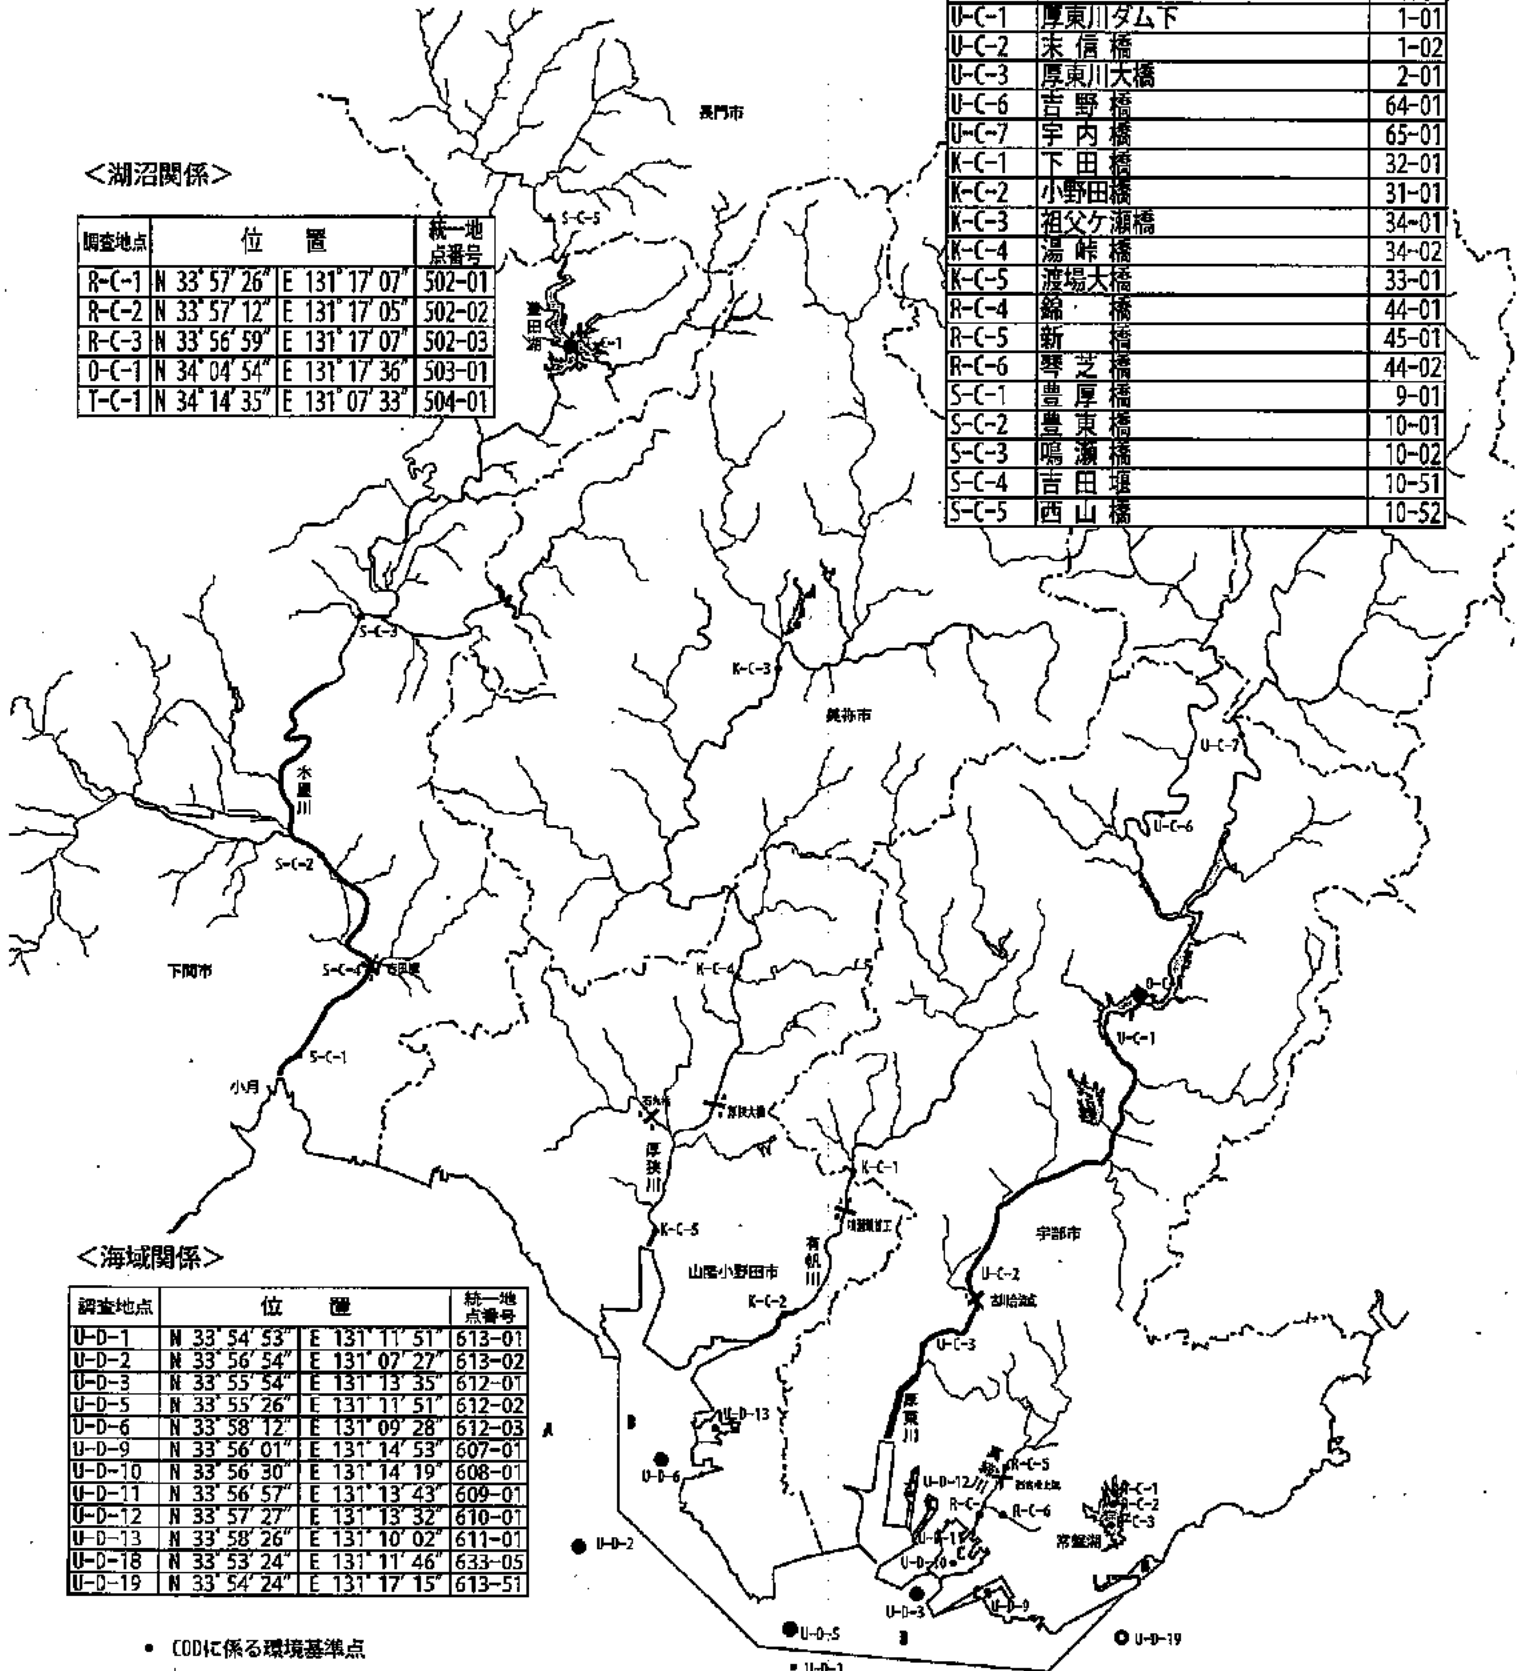 U-C-1 厚東川ダム下 1-01
U-C-2 末信橋 1-02
U-C-3 厚東川大橋 2-01
U-C-6 吉野橋 64-01
U-C-7 宇内橋 65-01
K-C-1 下田橋 32-01
K-C-2 小野田橋 31-01
K-C-3 祖父ケ瀬橋 34-01
K-C-4 湯峠橋 34-02
K-C-5 渡場大橋 33-01
R-C-4 錦橋 44-01
R-C-5 新橋 45-01
R-C-6 琴芝橋 44-02
S-C-1 豊厚橋 9-01
S-C-2 豊東橋 10-01
S-C-3 鳴瀬橋 10-02
S-C-4 吉田堰 10-51
S-C-5 西山橋 10-52
長門市
<湖沼関係>
調査地点 位置 統一地点番号
R-C-1 N 33°57′26″ E 131°17′07″ 502-01
R-C-2 N 33°57′12″ E 131°17′05″ 502-02
R-C-3 N 33°56′59″ E 131°17′07″ 502-03
O-C-1 N 34°04′54″ E 131°17′36″ 503-01
T-C-1 N 34°14′35″ E 131°07′33″ 504-01
S-C-5
豊田湖
C-1
S-C-3
K-C-3
美祢市
U-C-7
木屋川
U-C-6
S-C-2
下関市
S-C-4
吉田堰
K-C-4
O-C-1
U-C-1
S-C-1
小月
厚狭大橋
厚狭川
K-C-1
K-C-5
有帆川
宇部市
山陽小野田市
U-C-2
K-C-2
U-C-3
厚東川
<海域関係>
調査地点 位置 統一地点番号
U-D-1 N 33°54′53″ E 131°11′51″ 613-01
U-D-2 N 33°56′54″ E 131°07′27″ 613-02
U-D-3 N 33°55′54″ E 131°13′35″ 612-01
U-D-5 N 33°55′26″ E 131°11′51″ 612-02
U-D-6 N 33°58′12″ E 131°09′28″ 612-03
U-D-9 N 33°56′01″ E 131°14′53″ 607-01
U-D-10 N 33°56′30″ E 131°14′19″ 608-01
U-D-11 N 33°56′57″ E 131°13′43″ 609-01
U-D-12 N 33°57′27″ E 131°13′32″ 610-01
U-D-13 N 33°58′26″ E 131°10′02″ 611-01
U-D-18 N 33°53′24″ E 131°11′46″ 633-05
U-D-19 N 33°54′24″ E 131°17′15″ 613-51
A
B
U-D-13
U-D-6
U-D-2
U-D-12
R-C-5
R-C-
R-C-6
R-C-1
R-C-2
C-3
常盤湖
U-D-11
U-D-10
C
U-D-3
U-D-9
B
U-D-5
U-D-19
U-D-1
• CODに係る環境基準点